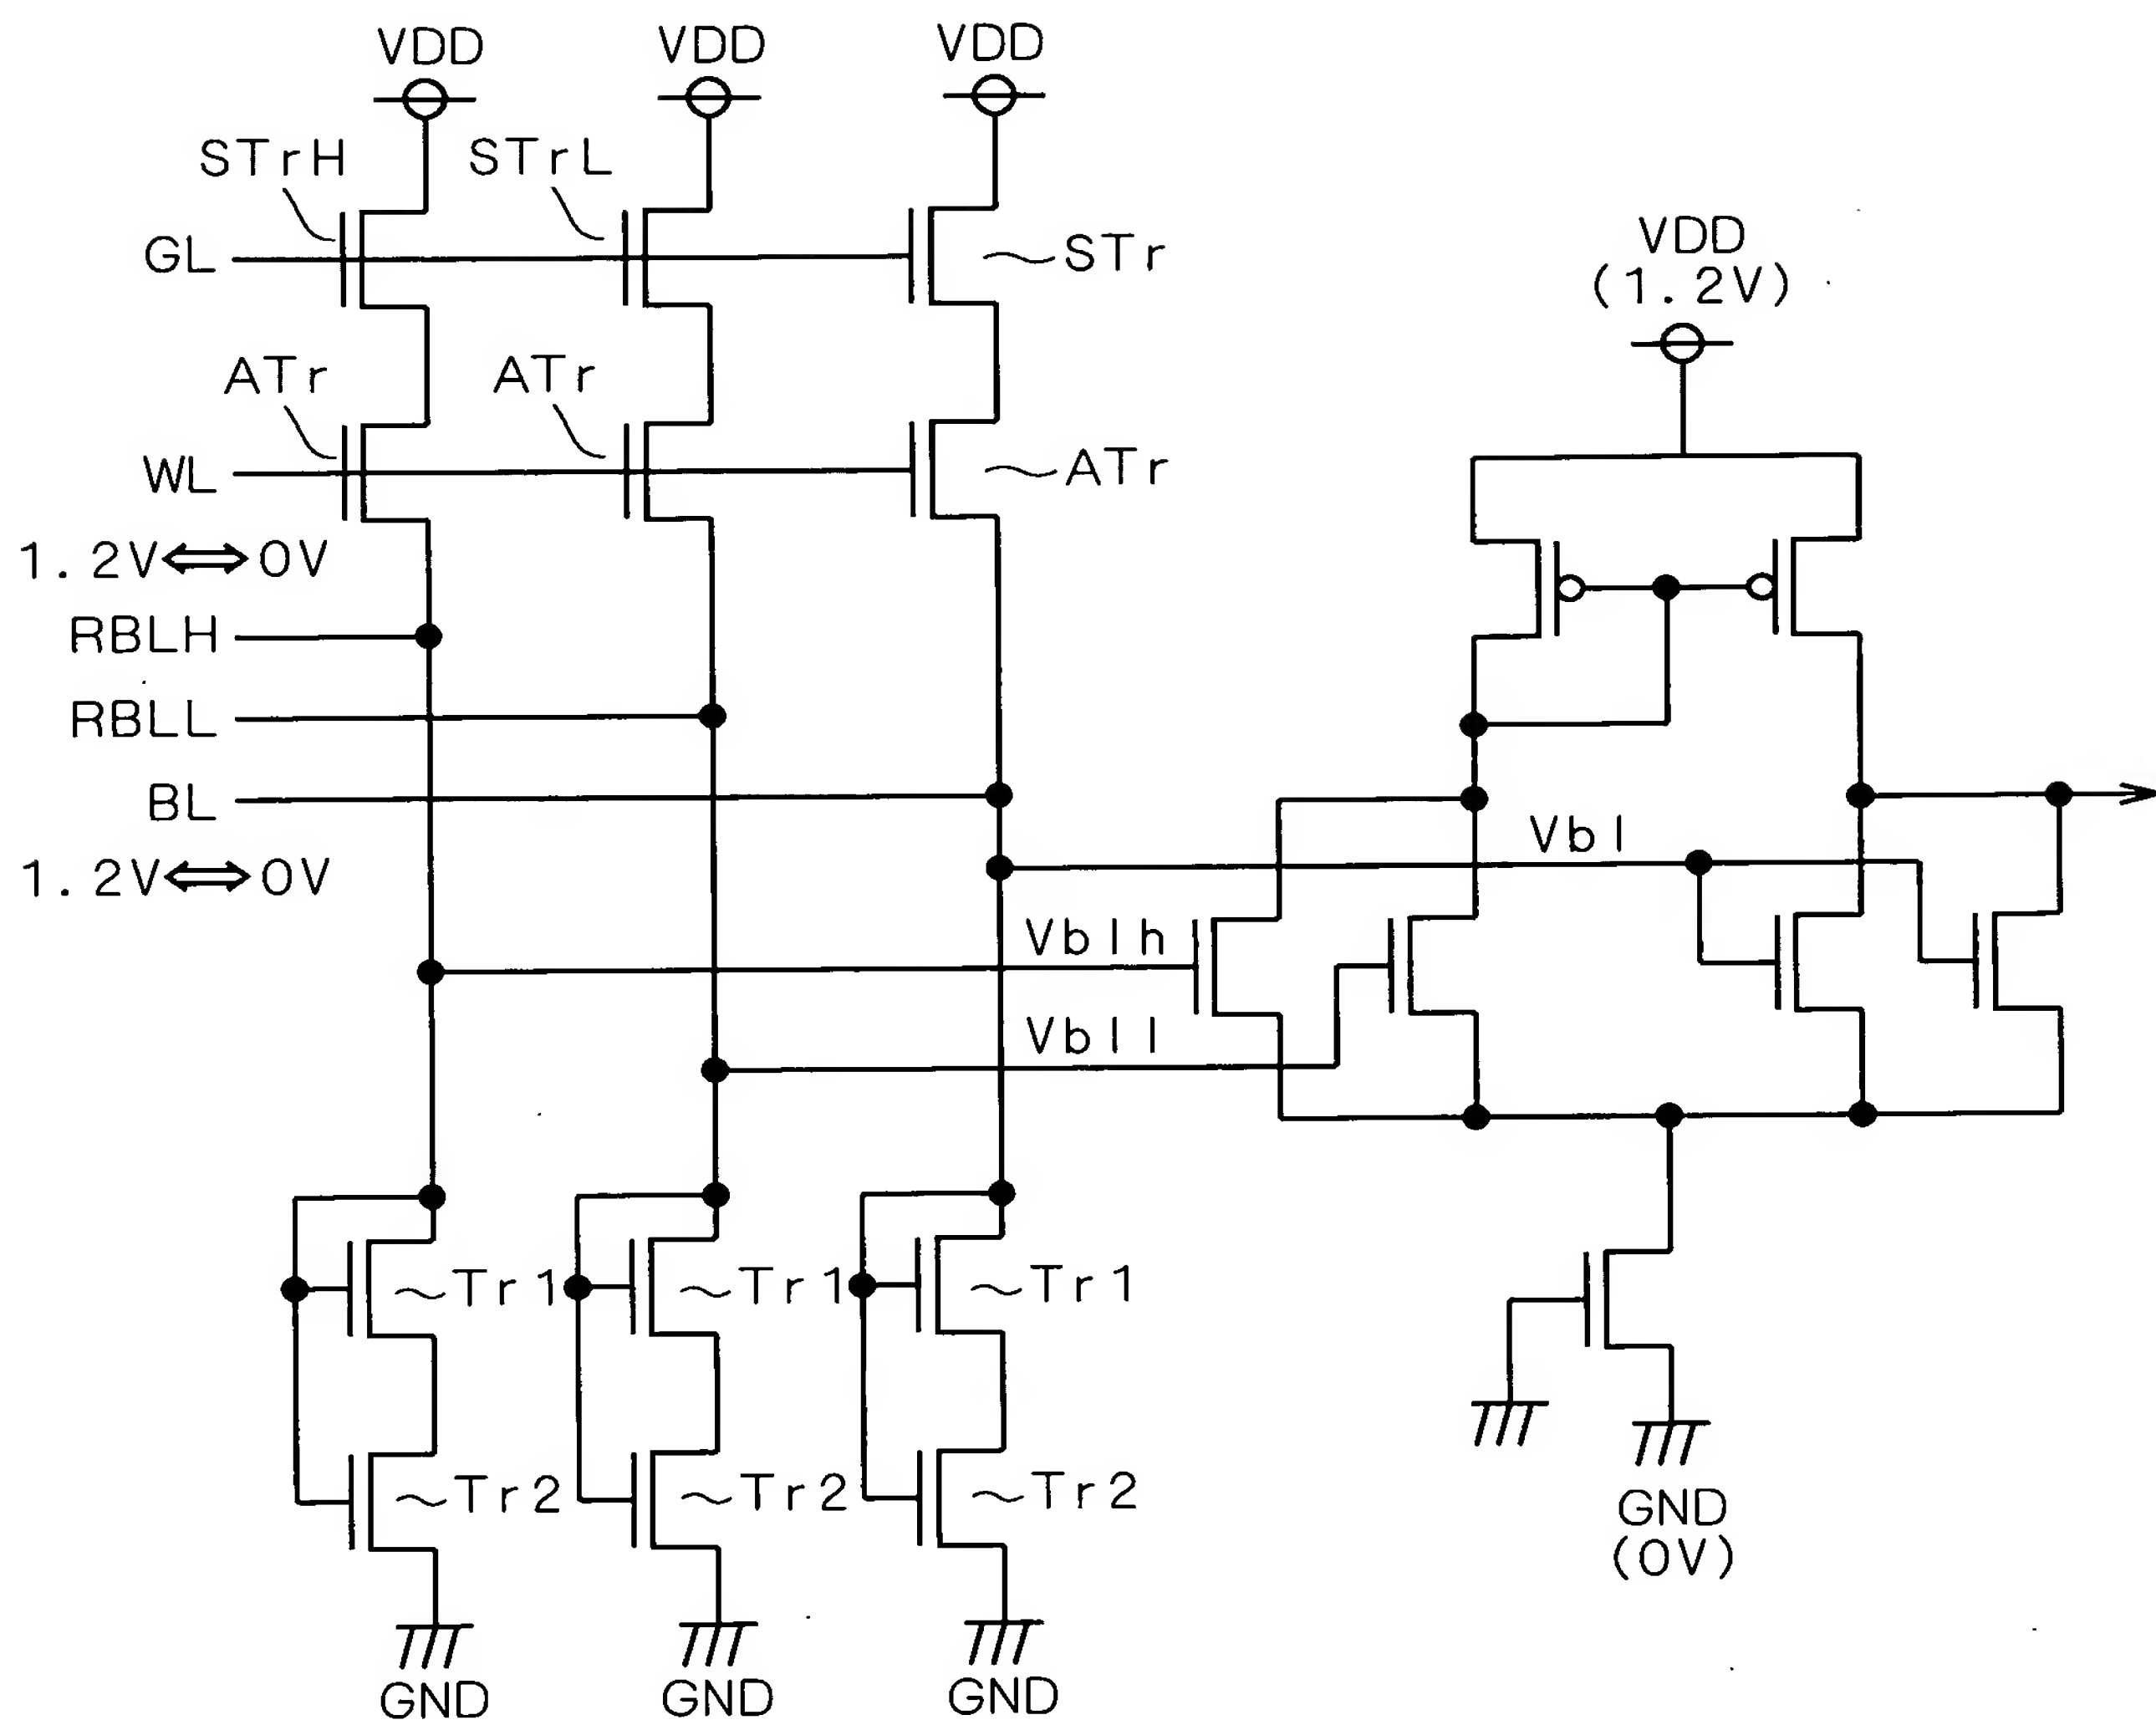 VDD VDD VDD
STrH STrL
GL STr
VDD
(1.2V)
ATr ATr
WL ATr
1.2V⇔0V
RBLH
RBLL
BL
Vbl
1.2V⇔0V
Vblh
Vbll
Tr1 Tr1 Tr1
Tr2 Tr2 Tr2
GND
(0V)
GND GND GND